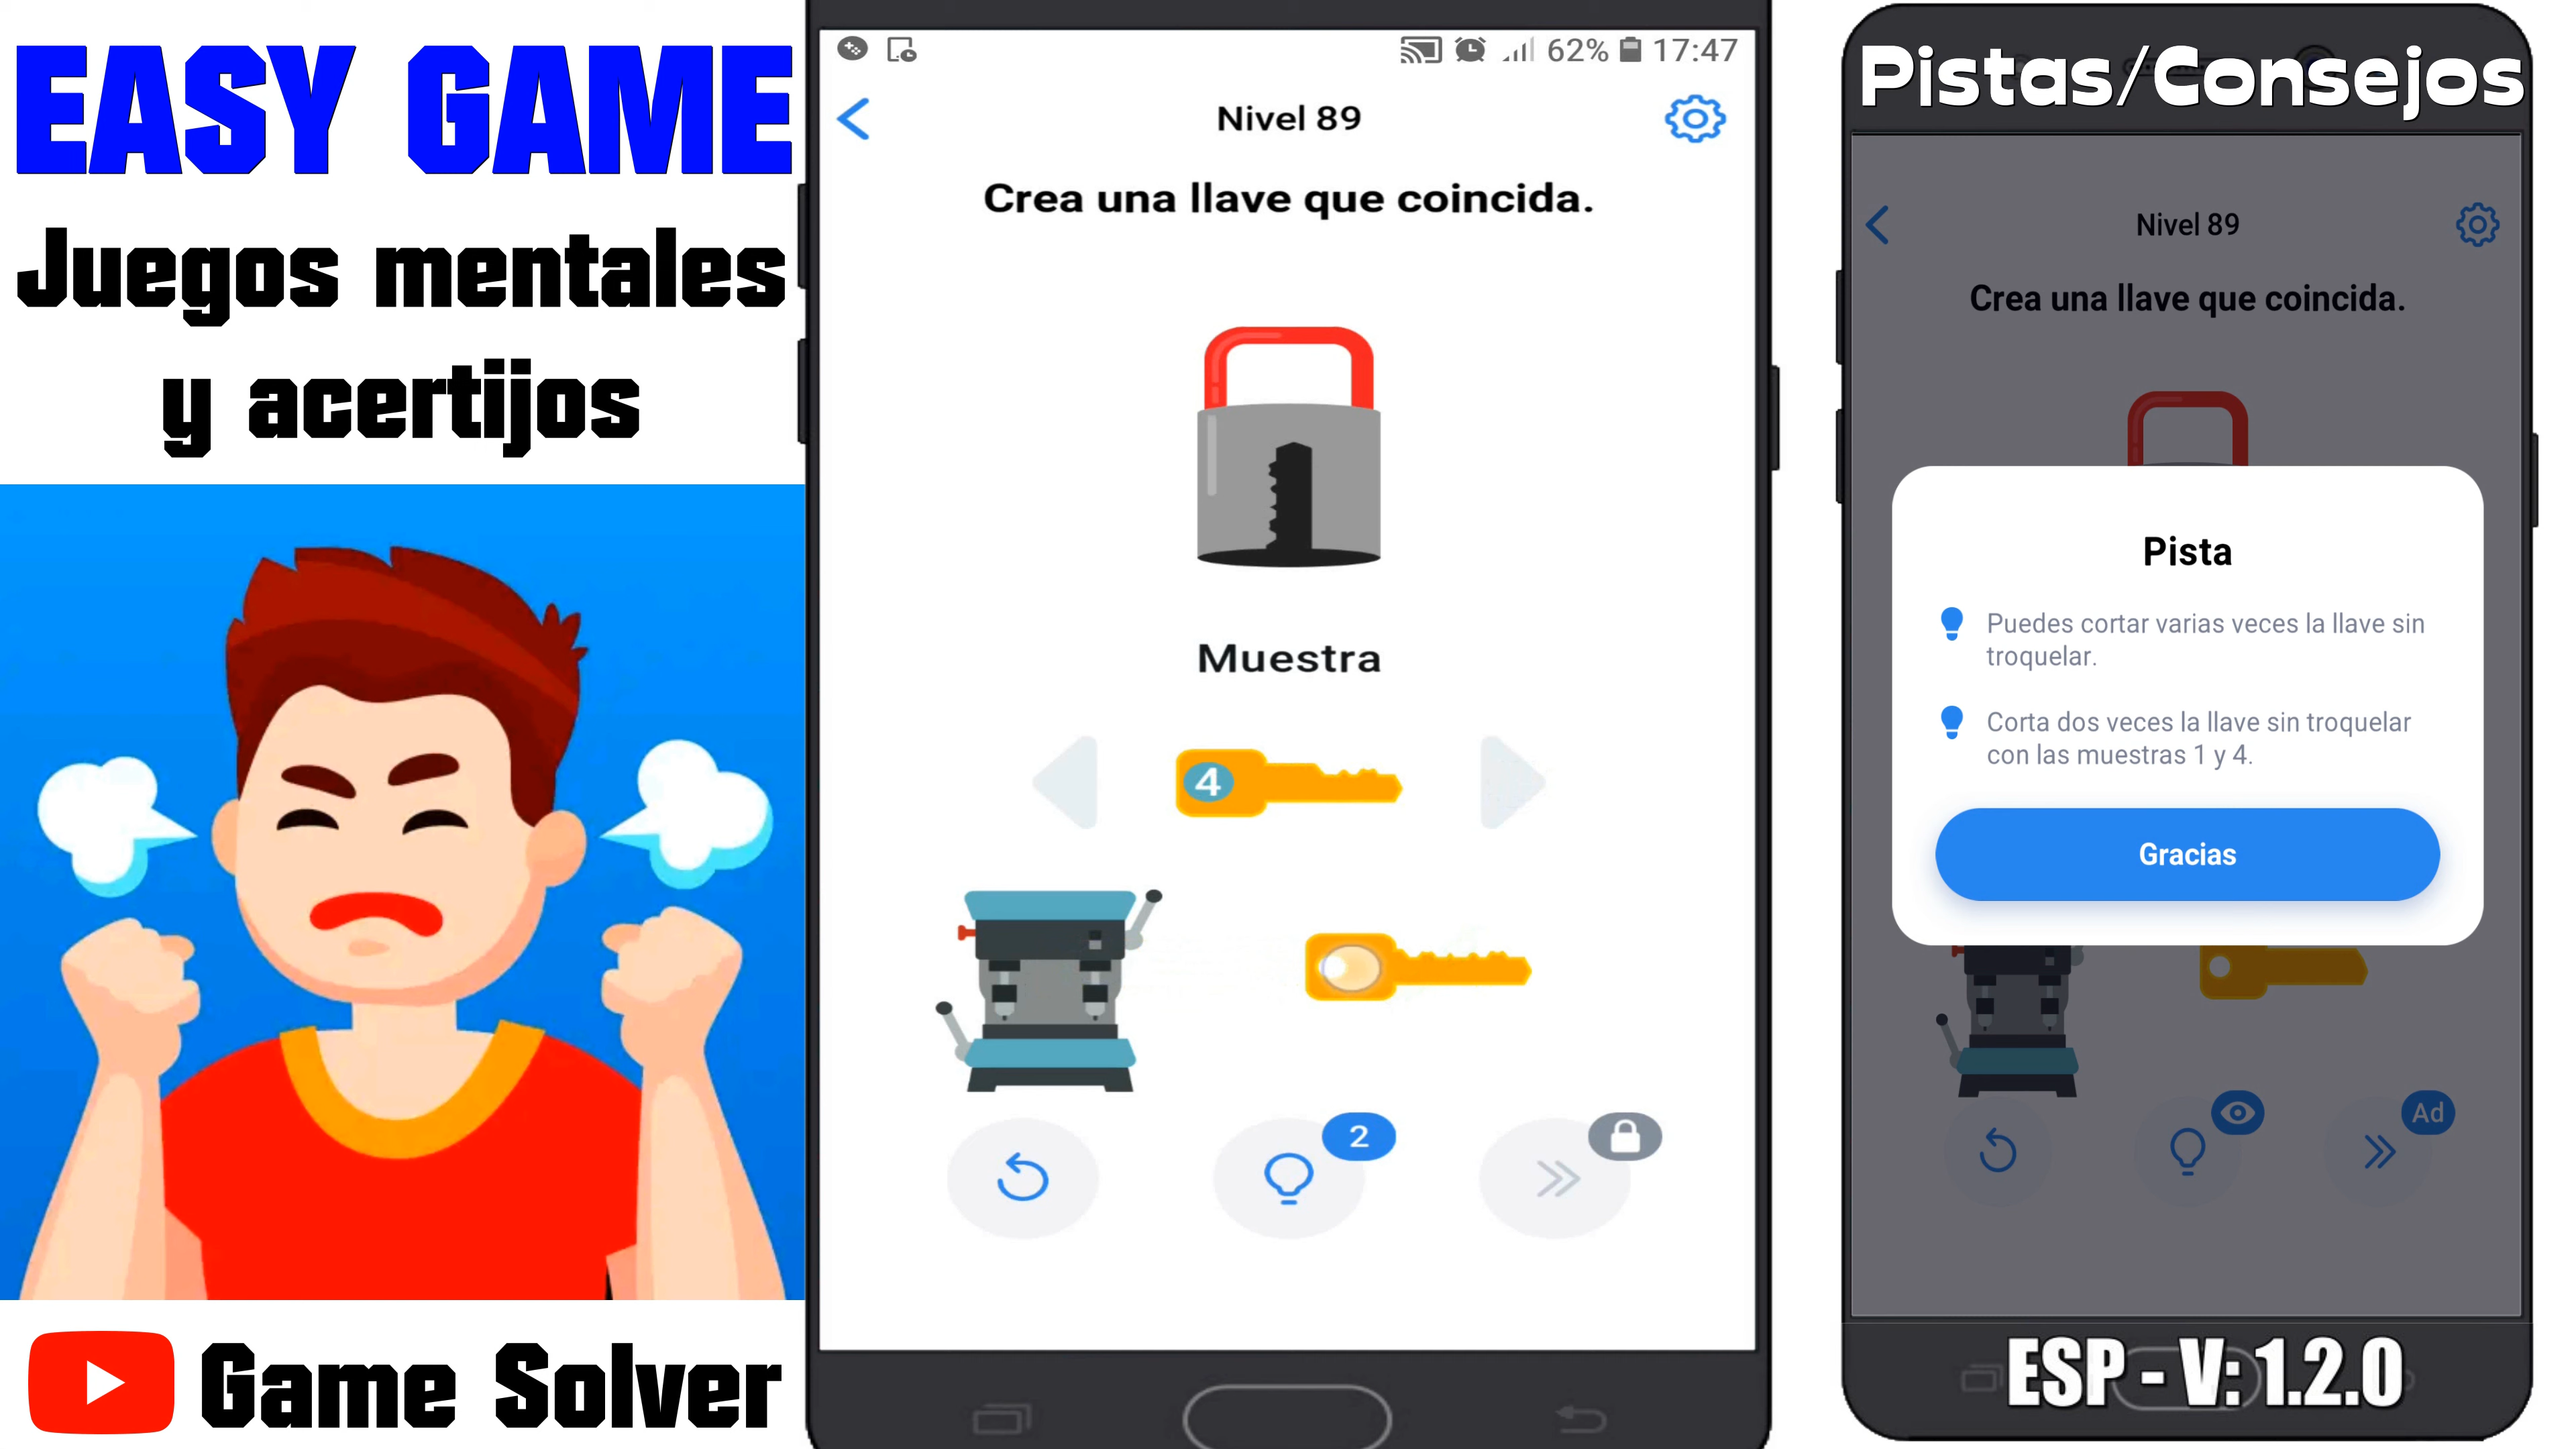 EASY GAME
Juegos mentales
y acertijos
Game Solver
62% 17:47
Nivel 89
Crea una llave que coincida.
Muestra
4
2
Pistas/Consejos
Nivel 89
Crea una llave que coincida.
Pista
Puedes cortar varias veces la llave sin
troquelar.
Corta dos veces la llave sin troquelar
con las muestras 1 y 4.
Gracias
Ad
ESP - V: 1.2.0